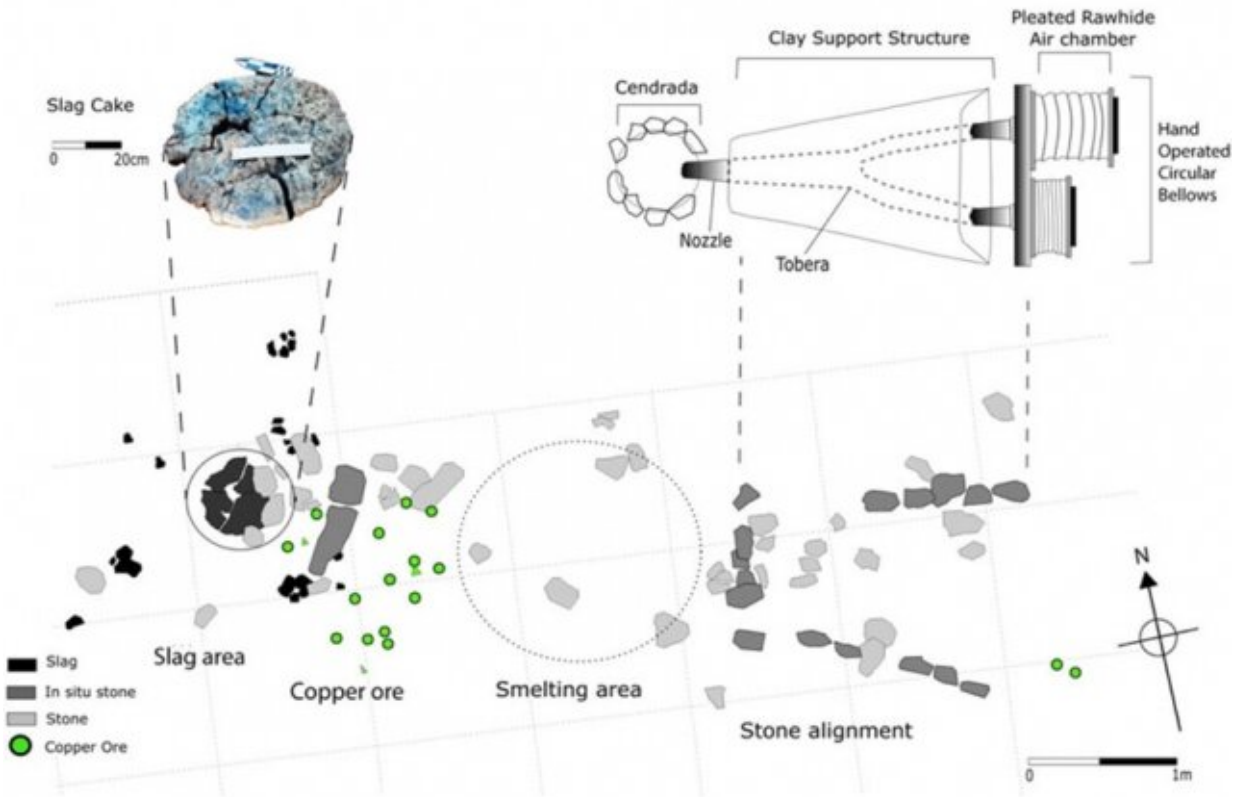 Pleated Rawhide
Air chamber
Clay Support Structure
Cendrada
Slag Cake
0 20cm
Hand
Operated
Circular
Bellows
Nozzle
Tobera
N
Slag area
Copper ore
Smelting area
Stone alignment
Slag
In situ stone
Stone
Copper Ore
0 1m